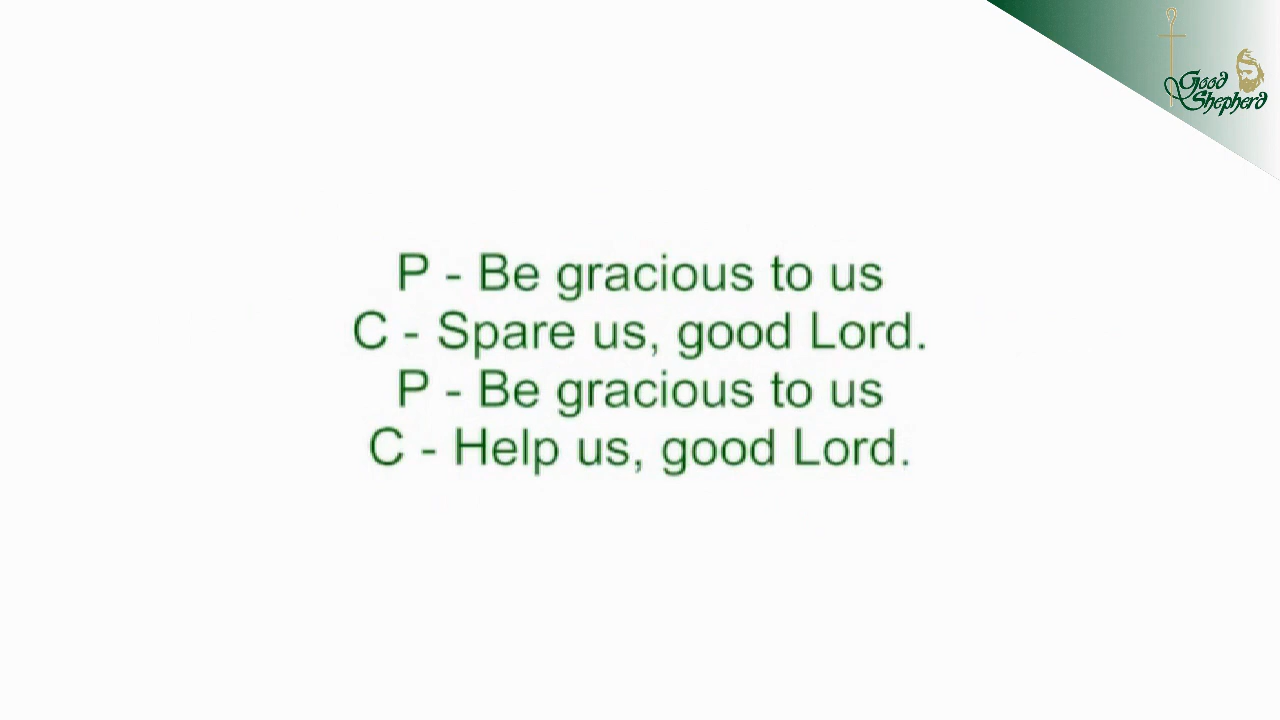 Good
Shepherd
P - Be gracious to us
C - Spare us, good Lord.
P - Be gracious to us
C - Help us, good Lord.